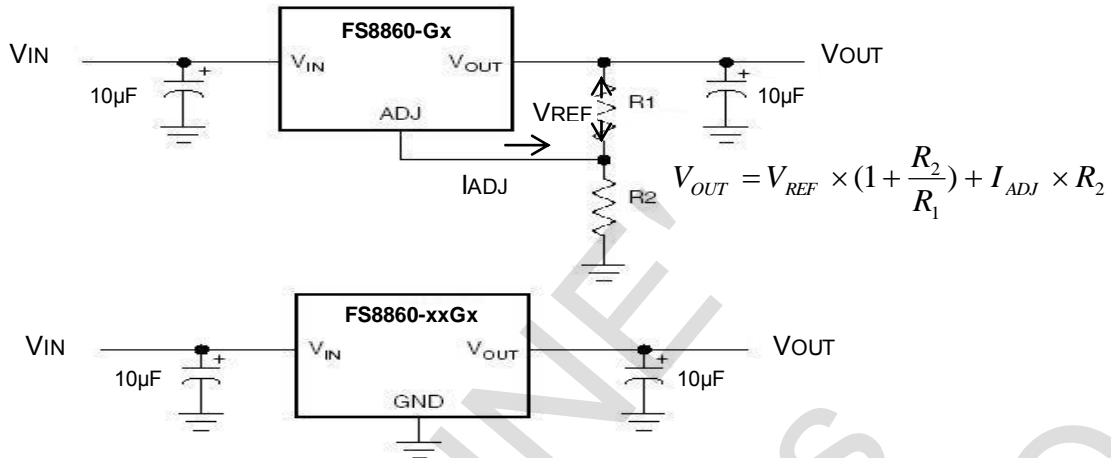 FS8860-Gx
VIN
VIN
VOUT
VOUT
+
10µF
ADJ
VREF
R1
+
10µF
IADJ
R2
VOUT = VREF × (1 + R2/R1) + IADJ × R2
FS8860-xxGx
VIN
VIN
VOUT
VOUT
+
10µF
GND
+
10µF